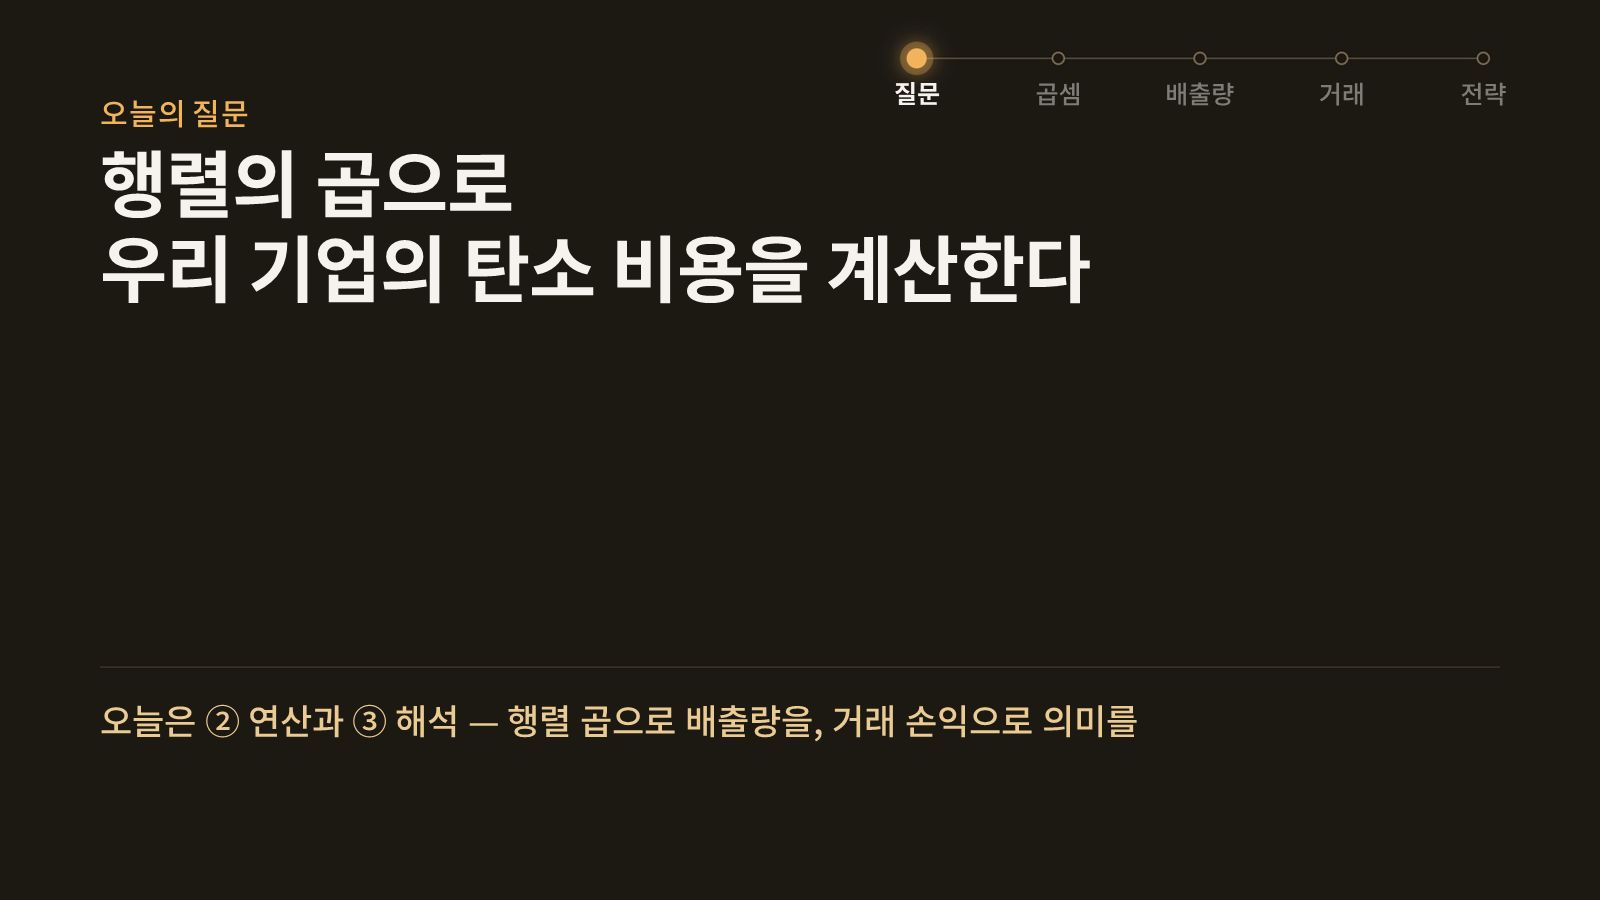 질문 곱셈 배출량 거래 전략
오늘의 질문
행렬의 곱으로
우리 기업의 탄소 비용을 계산한다
오늘은 ② 연산과 ③ 해석 — 행렬 곱으로 배출량을, 거래 손익으로 의미를